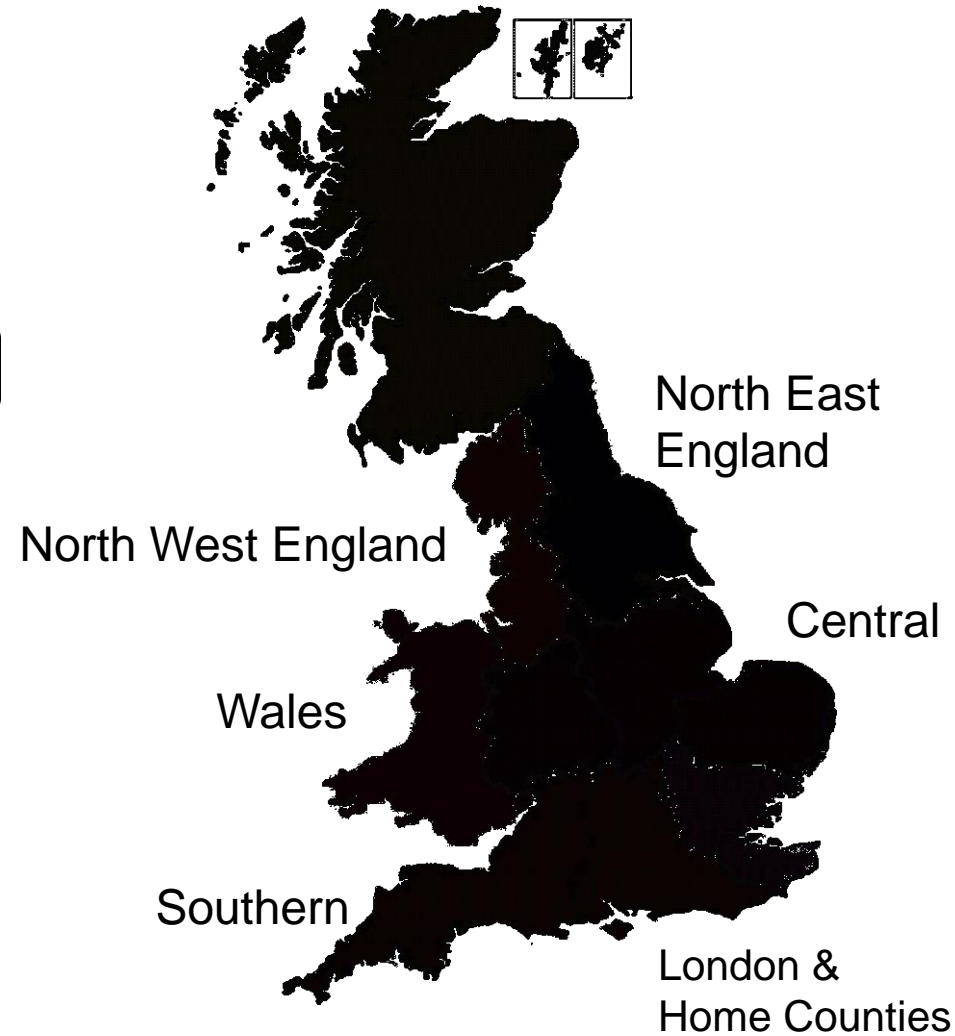 North East
England
North West England
Central
Wales
Southern
London &
Home Counties